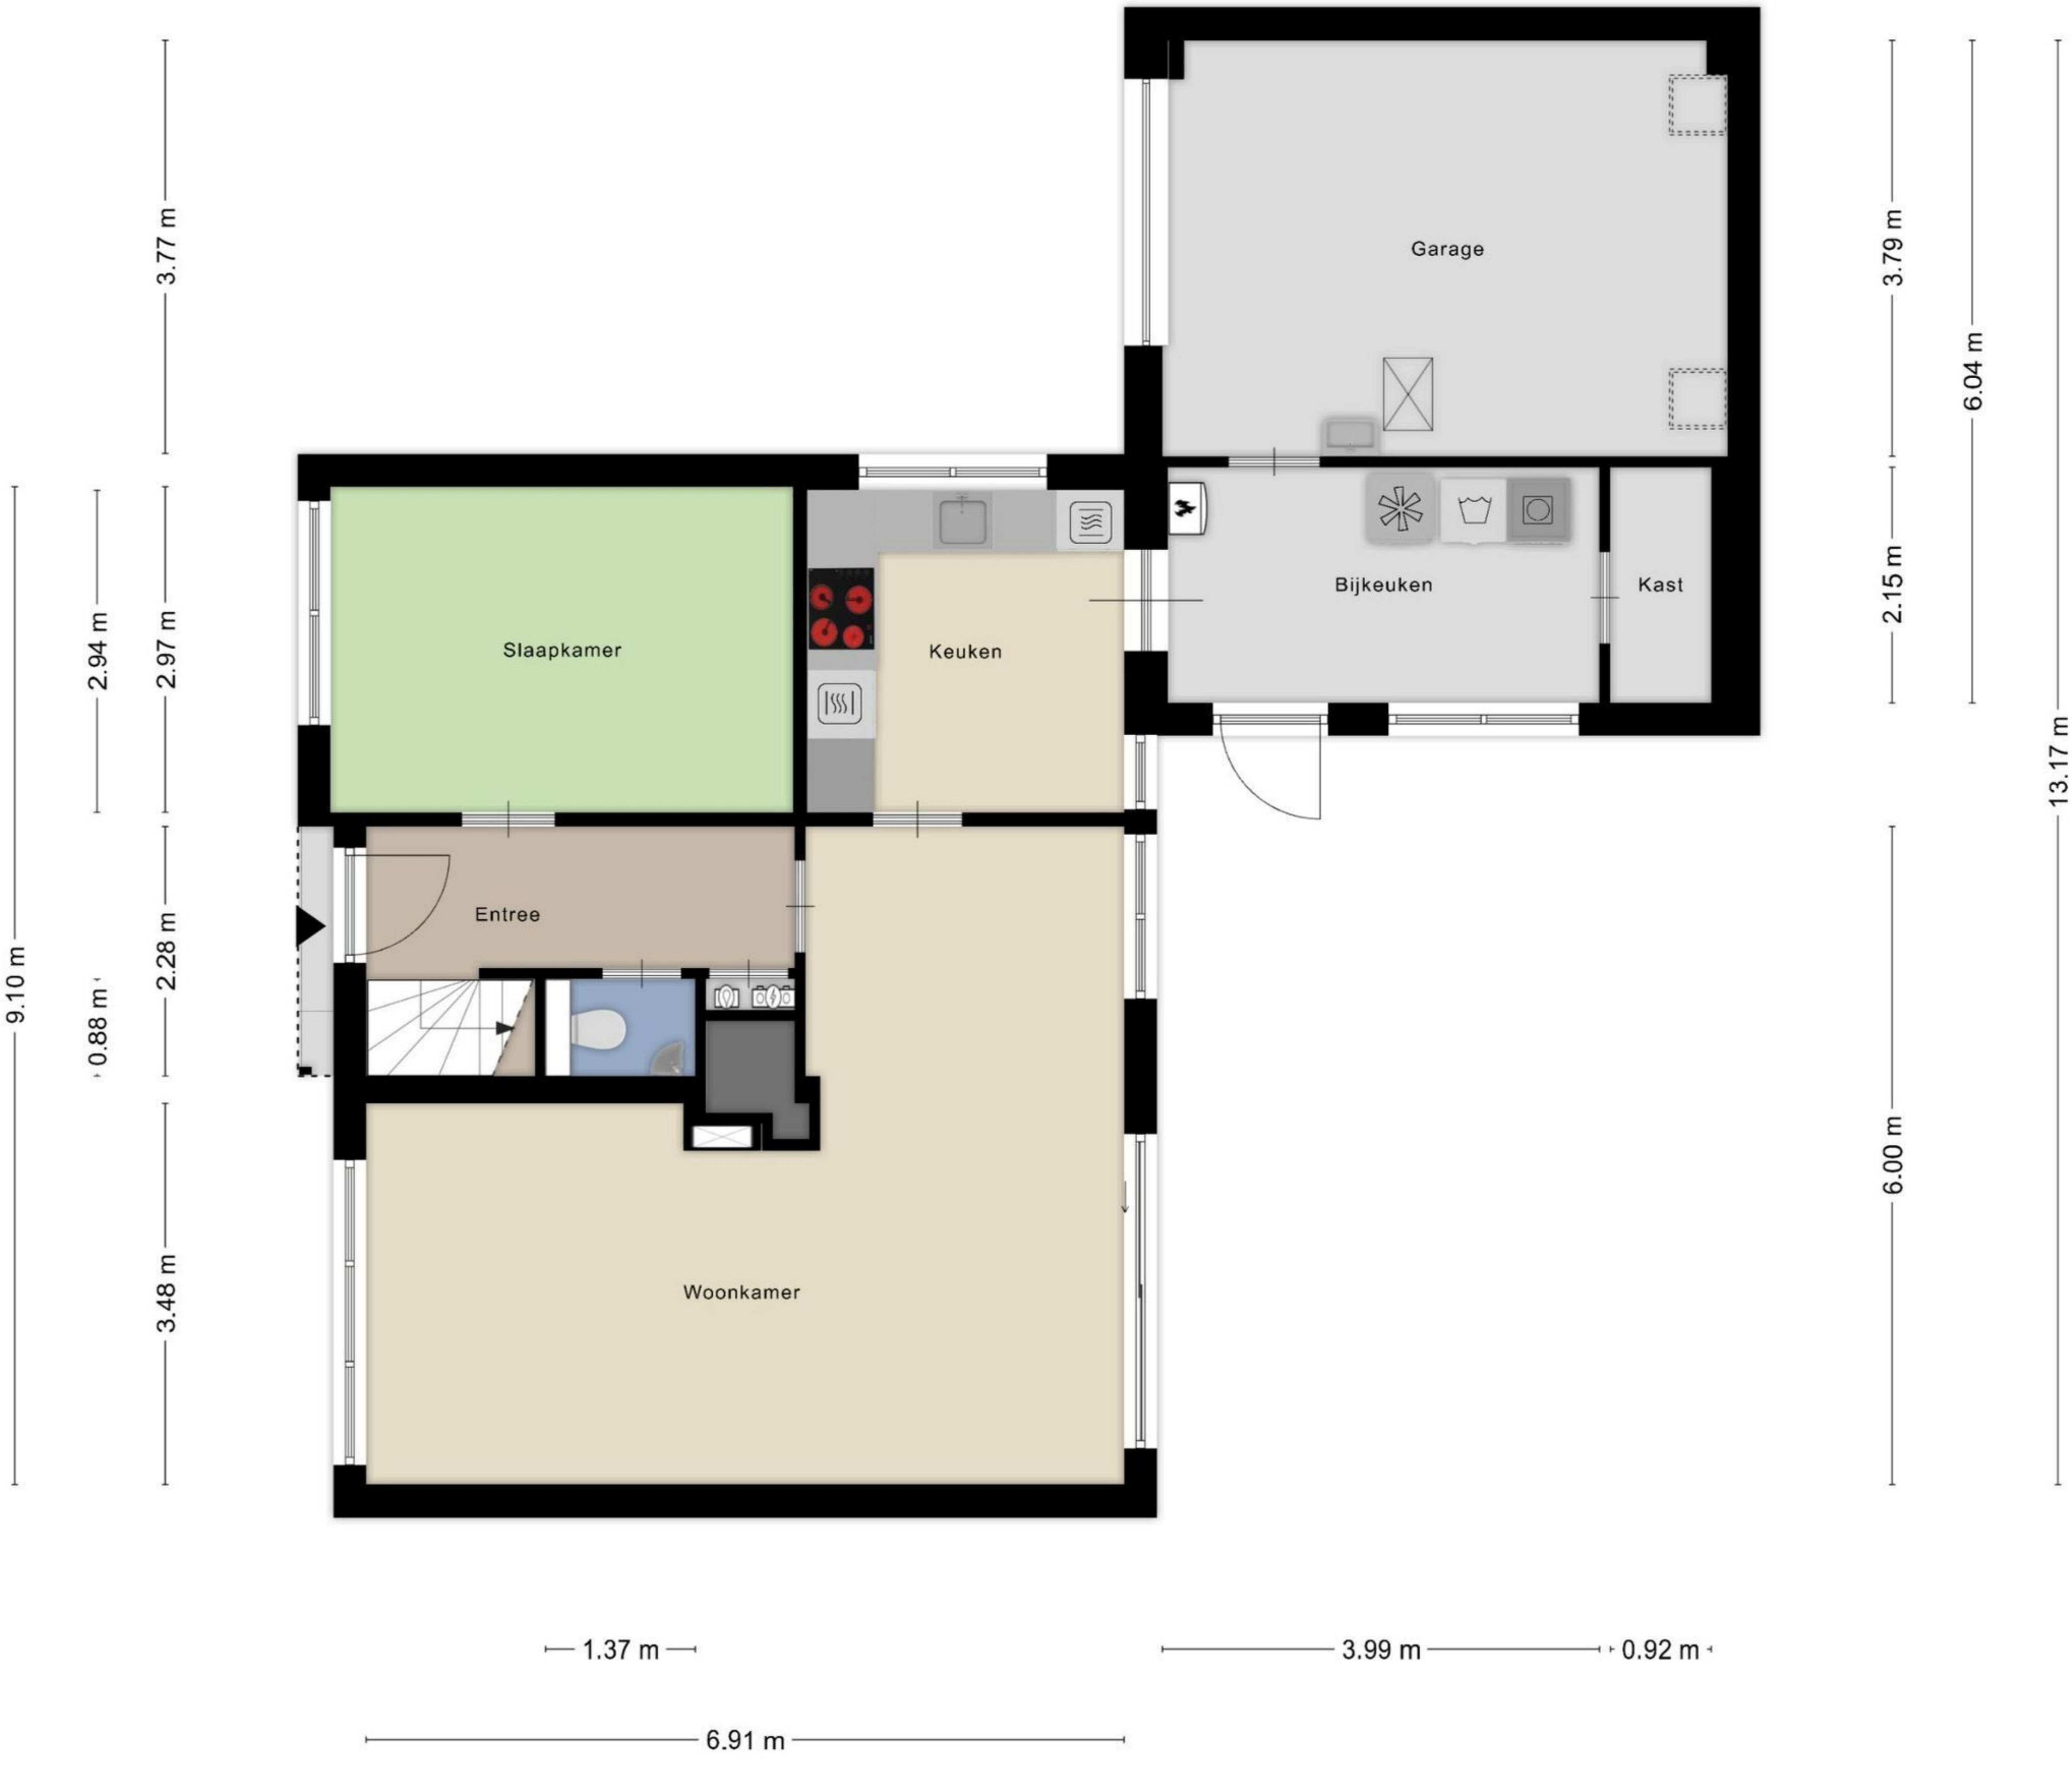 3.77 m
Garage
3.79 m
6.04 m
Slaapkamer
Keuken
Bijkeuken
Kast
2.94 m
2.97 m
2.15 m
13.17 m
Entree
2.28 m
9.10 m
0.88 m
6.00 m
Woonkamer
3.48 m
1.37 m
3.99 m
0.92 m
6.91 m